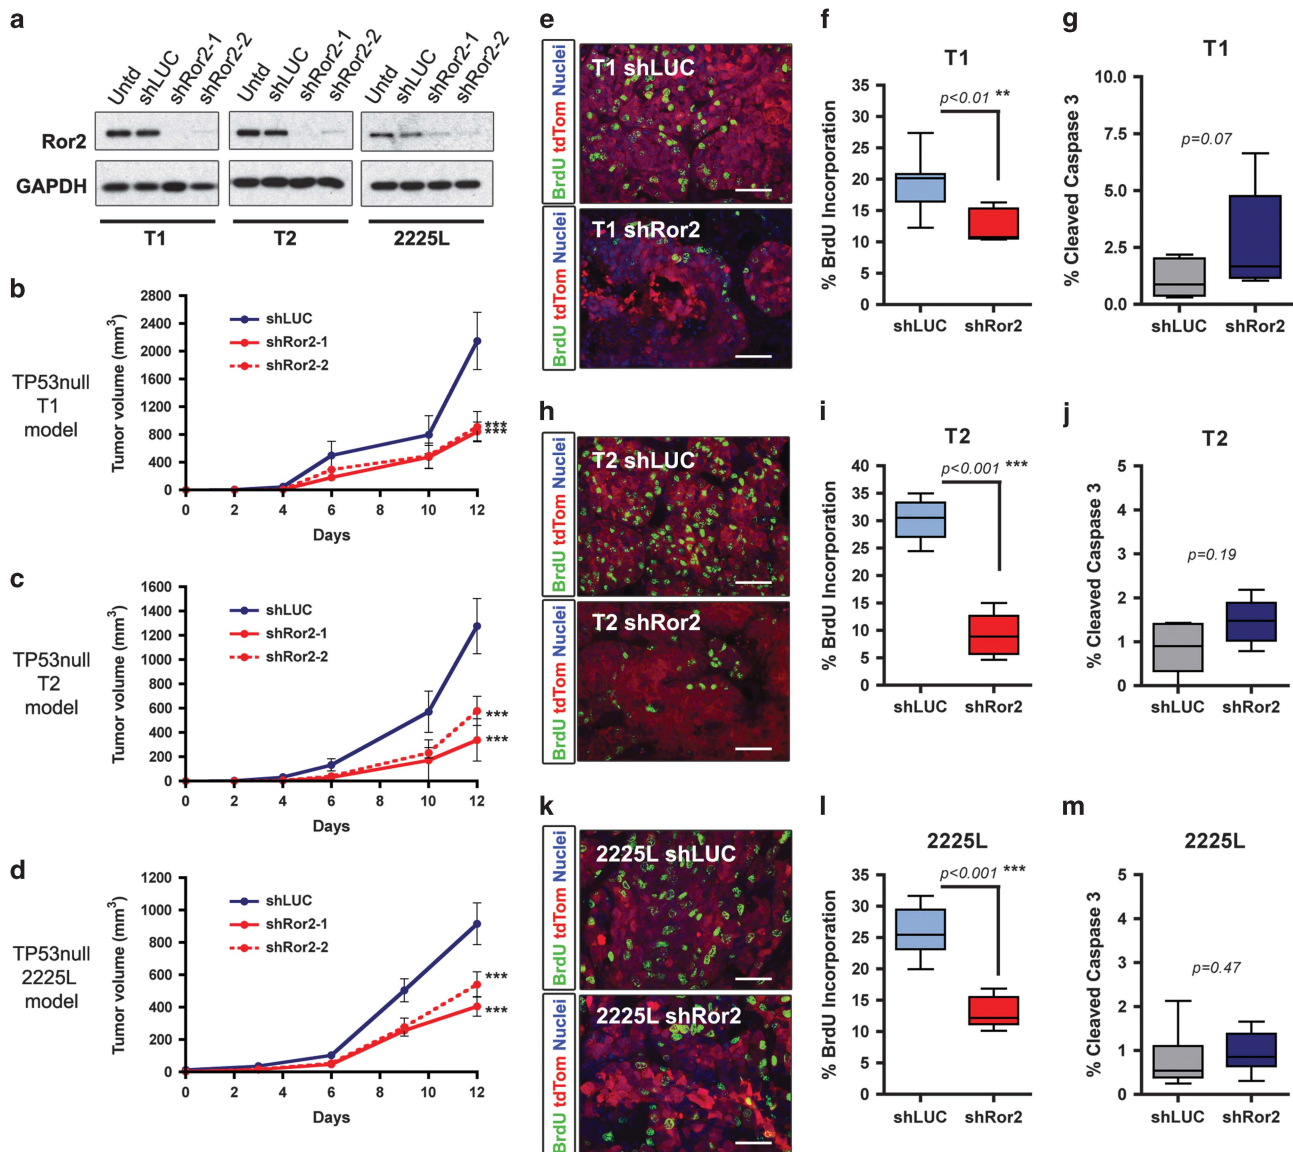 a
Untd shLUC shRor2-1 shRor2-2 Untd shLUC shRor2-1 shRor2-2 Untd shLUC shRor2-1 shRor2-2
Ror2
GAPDH
T1 T2 2225L
b
TP53null
T1
model
Tumor volume (mm3)
2800
2400
2000
1600
1200
800
400
0
shLUC
shRor2-1
shRor2-2
***
***
0 2 4 6 8 10 12
Days
c
TP53null
T2
model
Tumor volume (mm3)
1600
1400
1200
1000
800
600
400
200
0
shLUC
shRor2-1
shRor2-2
***
***
0 2 4 6 8 10 12
Days
d
TP53null
2225L
model
Tumor volume (mm3)
1200
1000
800
600
400
200
0
shLUC
shRor2-1
shRor2-2
***
***
0 2 4 6 8 10 12
Days
e
BrdU tdTom Nuclei
T1 shLUC
BrdU tdTom Nuclei
T1 shRor2
f
T1
% BrdU Incorporation
35
30
25
20
15
10
5
0
p<0.01 **
shLUC shRor2
g
T1
% Cleaved Caspase 3
10.0
7.5
5.0
2.5
0.0
p=0.07
shLUC shRor2
h
BrdU tdTom Nuclei
T2 shLUC
BrdU tdTom Nuclei
T2 shRor2
i
T2
% BrdU Incorporation
40
35
30
25
20
15
10
5
0
p<0.001 ***
shLUC shRor2
j
T2
% Cleaved Caspase 3
5
4
3
2
1
0
p=0.19
shLUC shRor2
k
BrdU tdTom Nuclei
2225L shLUC
BrdU tdTom Nuclei
2225L shRor2
l
2225L
% BrdU Incorporation
35
30
25
20
15
10
5
0
p<0.001 ***
shLUC shRor2
m
2225L
% Cleaved Caspase 3
5
4
3
2
1
0
p=0.47
shLUC shRor2